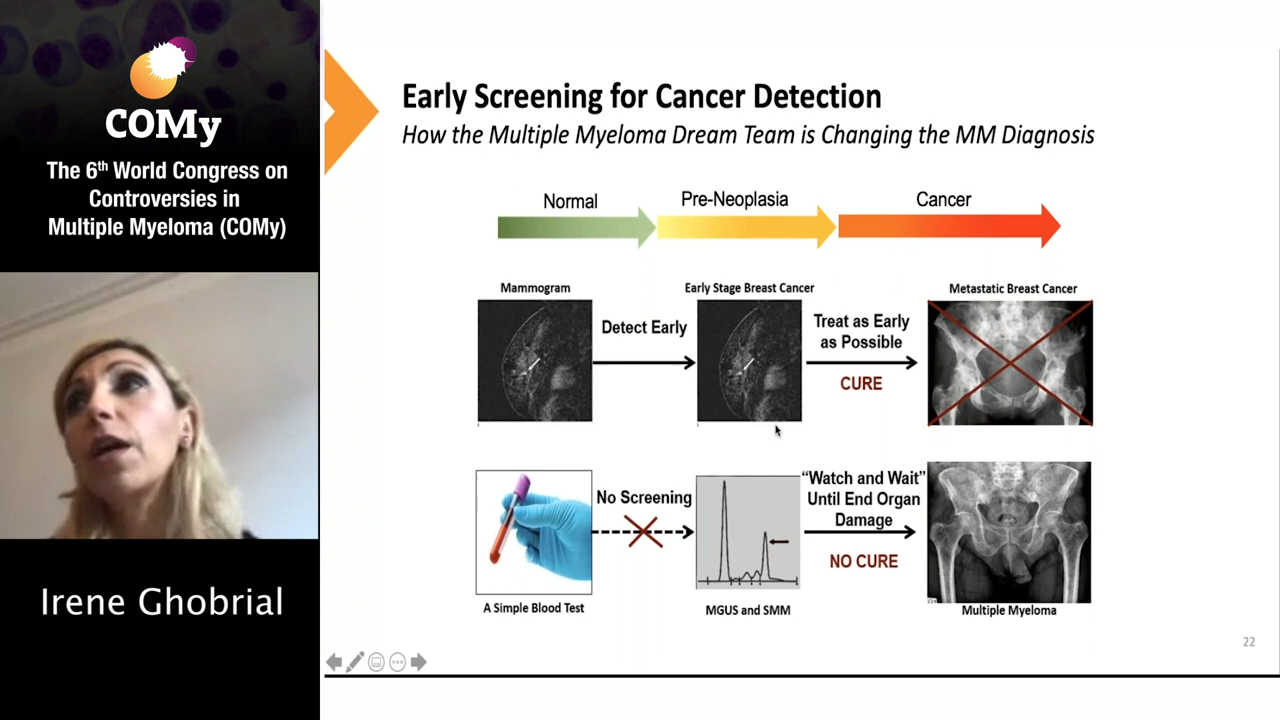 COMy
The 6th World Congress on
Controversies in
Multiple Myeloma (COMy)
Irene Ghobrial
Early Screening for Cancer Detection
How the Multiple Myeloma Dream Team is Changing the MM Diagnosis
Normal
Pre-Neoplasia
Cancer
Mammogram
Early Stage Breast Cancer
Metastatic Breast Cancer
Detect Early
Treat as Early
as Possible
CURE
No Screening
“Watch and Wait”
Until End Organ
Damage
NO CURE
A Simple Blood Test
MGUS and SMM
Multiple Myeloma
22